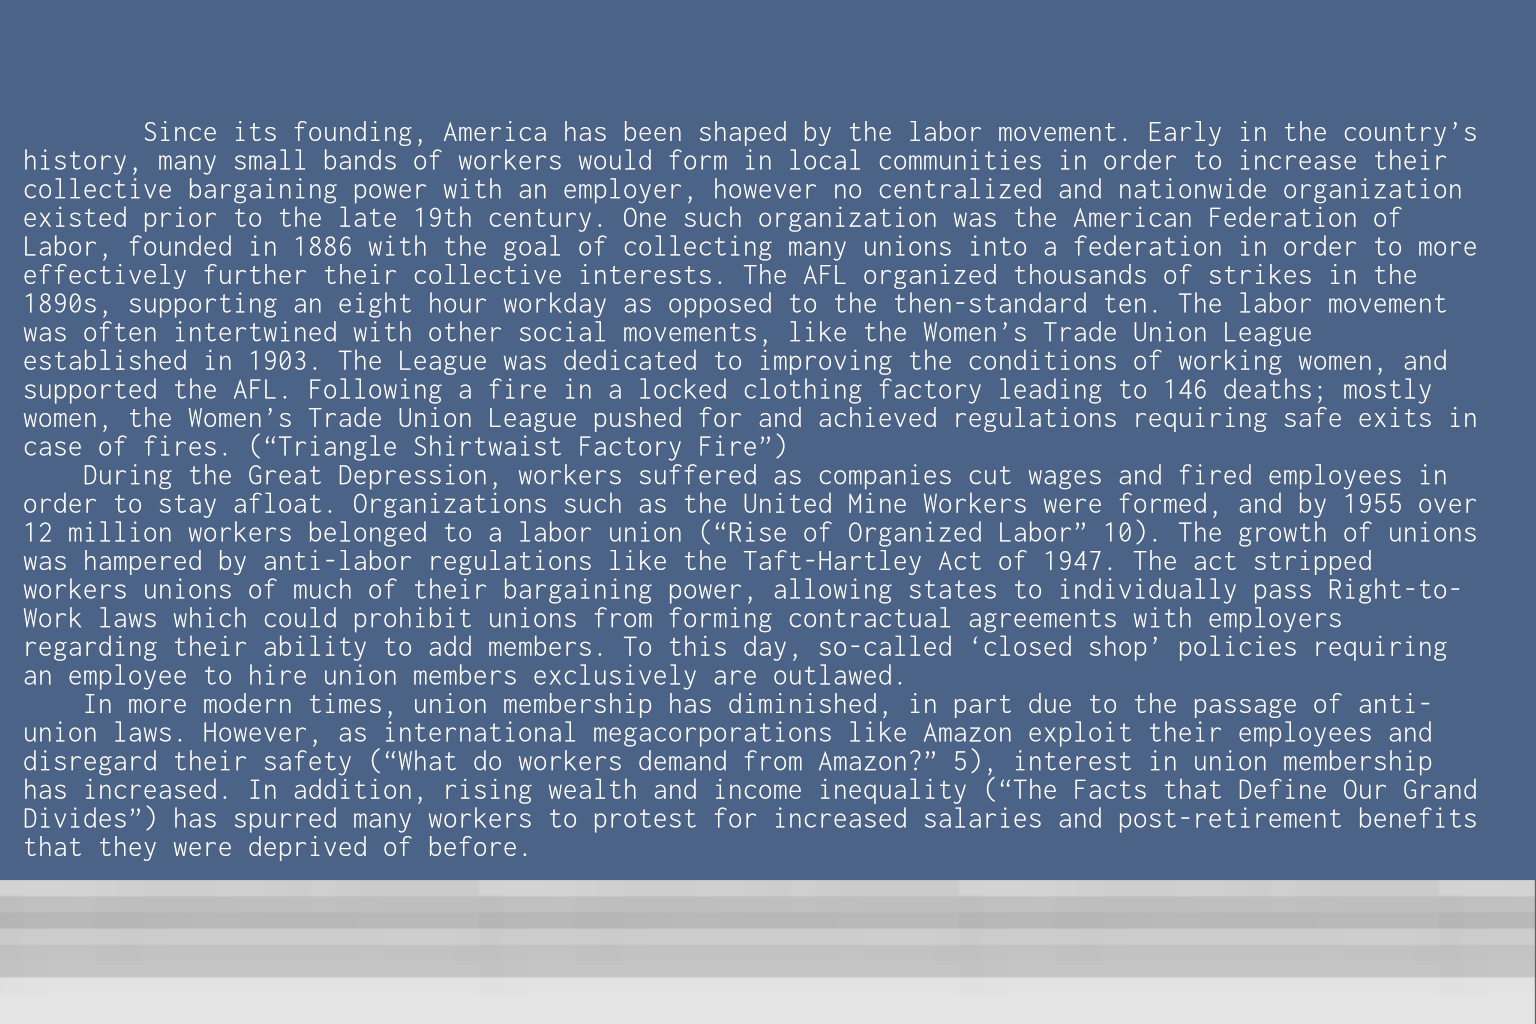 Since its founding, America has been shaped by the labor movement. Early in the country’s
history, many small bands of workers would form in local communities in order to increase their
collective bargaining power with an employer, however no centralized and nationwide organization
existed prior to the late 19th century. One such organization was the American Federation of
Labor, founded in 1886 with the goal of collecting many unions into a federation in order to more
effectively further their collective interests. The AFL organized thousands of strikes in the
1890s, supporting an eight hour workday as opposed to the then-standard ten. The labor movement
was often intertwined with other social movements, like the Women’s Trade Union League
established in 1903. The League was dedicated to improving the conditions of working women, and
supported the AFL. Following a fire in a locked clothing factory leading to 146 deaths; mostly
women, the Women’s Trade Union League pushed for and achieved regulations requiring safe exits in
case of fires. (“Triangle Shirtwaist Factory Fire”)
During the Great Depression, workers suffered as companies cut wages and fired employees in
order to stay afloat. Organizations such as the United Mine Workers were formed, and by 1955 over
12 million workers belonged to a labor union (“Rise of Organized Labor” 10). The growth of unions
was hampered by anti-labor regulations like the Taft-Hartley Act of 1947. The act stripped
workers unions of much of their bargaining power, allowing states to individually pass Right-to-
Work laws which could prohibit unions from forming contractual agreements with employers
regarding their ability to add members. To this day, so-called ‘closed shop’ policies requiring
an employee to hire union members exclusively are outlawed.
In more modern times, union membership has diminished, in part due to the passage of anti-
union laws. However, as international megacorporations like Amazon exploit their employees and
disregard their safety (“What do workers demand from Amazon?” 5), interest in union membership
has increased. In addition, rising wealth and income inequality (“The Facts that Define Our Grand
Divides”) has spurred many workers to protest for increased salaries and post-retirement benefits
that they were deprived of before.